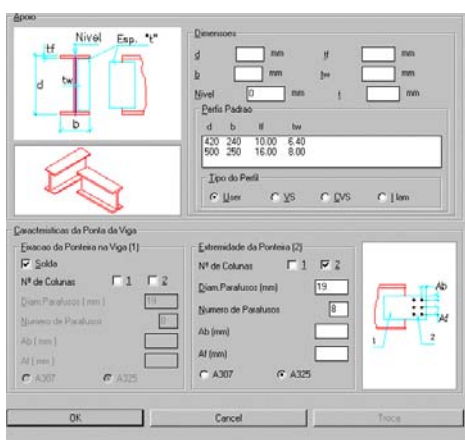 Apoio
Nivel Esp. "t"
tf
d
tw
b
Dimensoes
d mm tf mm
b mm tw mm
Nivel 0 mm t mm
Perfis Padrao
d b tf tw
420 240 10.00 6.40
500 250 16.00 8.00
Tipo do Perfil
User VS CVS I lam
Caracteristicas da Ponta da Viga
Fixacao da Ponteira na Viga (1)
Solda
Nº de Colunas 1 2
Diam.Parafusos ( mm ) 19
Numero de Parafusos 8
Ab ( mm )
Af ( mm )
A307 A325
Extremidade da Ponteira (2)
Nº de Colunas 1 2
Diam.Parafusos (mm) 19
Numero de Parafusos 8
Ab (mm)
Af (mm)
A307 A325
Ab
Af
1 2
OK Cancel Troca